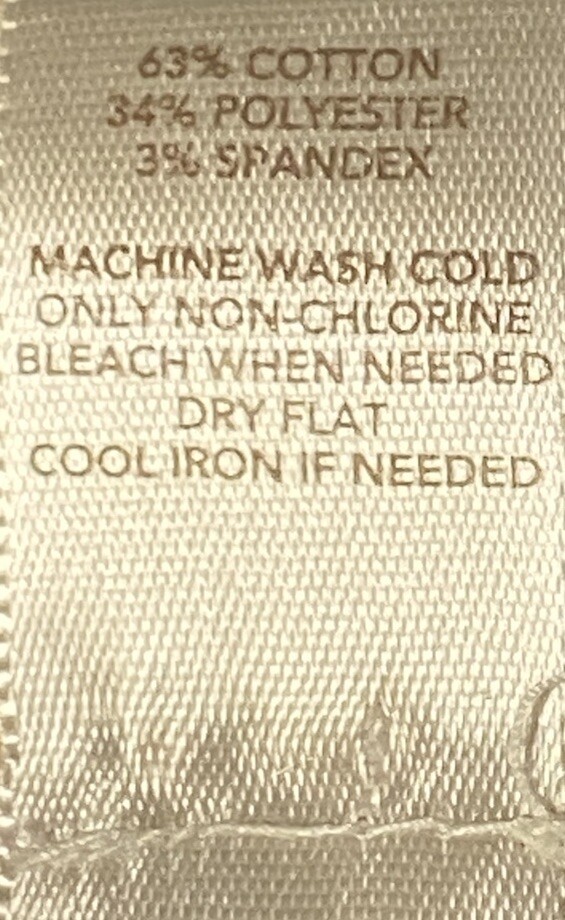 63% COTTON
34% POLYESTER
3% SPANDEX
MACHINE WASH COLD
ONLY NON-CHLORINE
BLEACH WHEN NEEDED
DRY FLAT
COOL IRON IF NEEDED